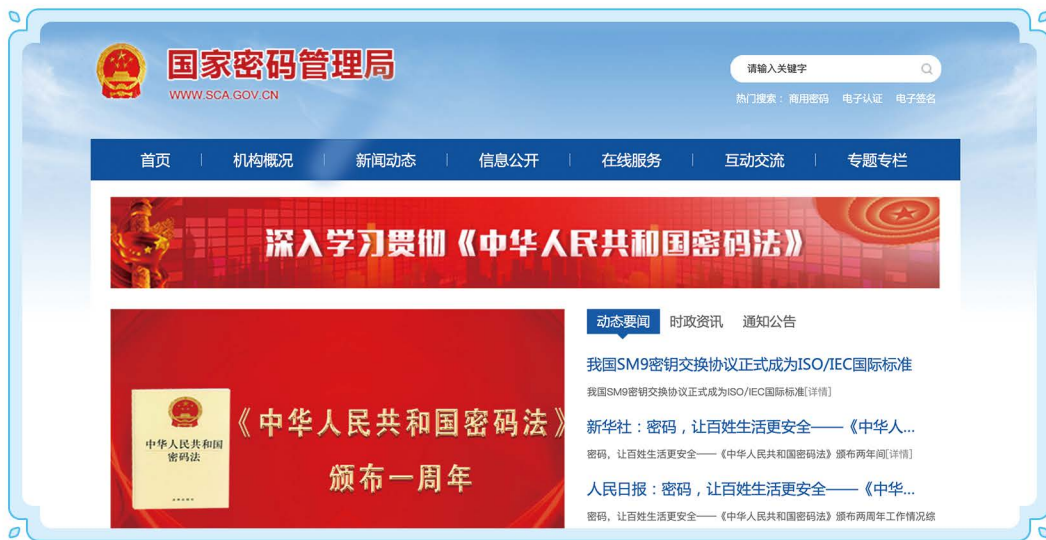 国家密码管理局
WWW.SCA.GOV.CN
请输入关键字
热门搜索： 商用密码 电子认证 电子签名
首页 机构概况 新闻动态 信息公开 在线服务 互动交流 专题专栏
深入学习贯彻《中华人民共和国密码法》
中华人民共和国
密码法
《中华人民共和国密码法》
颁布一周年
动态要闻 时政资讯 通知公告
我国SM9密钥交换协议正式成为ISO/IEC国际标准
我国SM9密钥交换协议正式成为ISO/IEC国际标准[详情]
新华社：密码，让百姓生活更安全——《中华人...
密码，让百姓生活更安全——《中华人民共和国密码法》颁布两年间[详情]
人民日报：密码，让百姓生活更安全——《中华...
密码，让百姓生活更安全——《中华人民共和国密码法》颁布两周年工作情况综